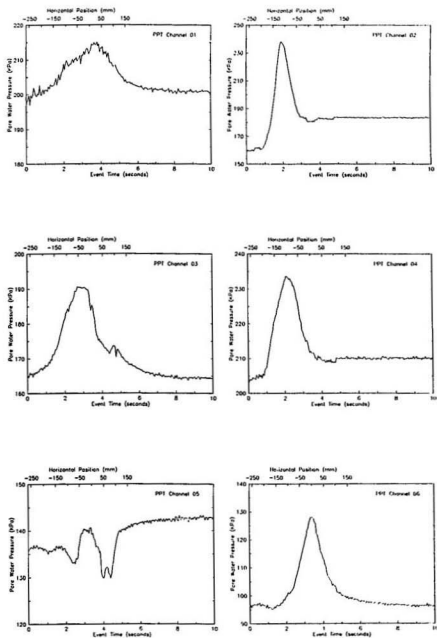 Horizontal Position (mm)
-250 -150 -50 50 150
PPT Channel 01
Pore Water Pressure (kPa)
220
210
200
190
180
0 2 4 6 8 10
Event Time (seconds)
Horizontal Position (mm)
-250 -150 -50 50 150
PPT Channel 02
Pore Water Pressure (kPa)
250
230
210
190
170
150
0 2 4 6 8 10
Event Time (seconds)
Horizontal Position (mm)
-250 -150 -50 50 150
PPT Channel 03
Pore Water Pressure (kPa)
200
190
180
170
160
0 2 4 6 8 10
Event Time (seconds)
Horizontal Position (mm)
-250 -150 -50 50 150
PPT Channel 04
Pore Water Pressure (kPa)
240
230
220
210
200
0 2 4 6 8 10
Event Time (seconds)
Horizontal Position (mm)
-250 -150 -50 50 150
PPT Channel 05
Pore Water Pressure (kPa)
150
140
130
120
0 2 4 6 8 10
Event Time (seconds)
Horizontal Position (mm)
-250 -150 -50 50 150
PPT Channel 06
Pore Water Pressure (kPa)
140
130
120
110
100
90
0 2 4 6 8 10
Event Time (seconds)